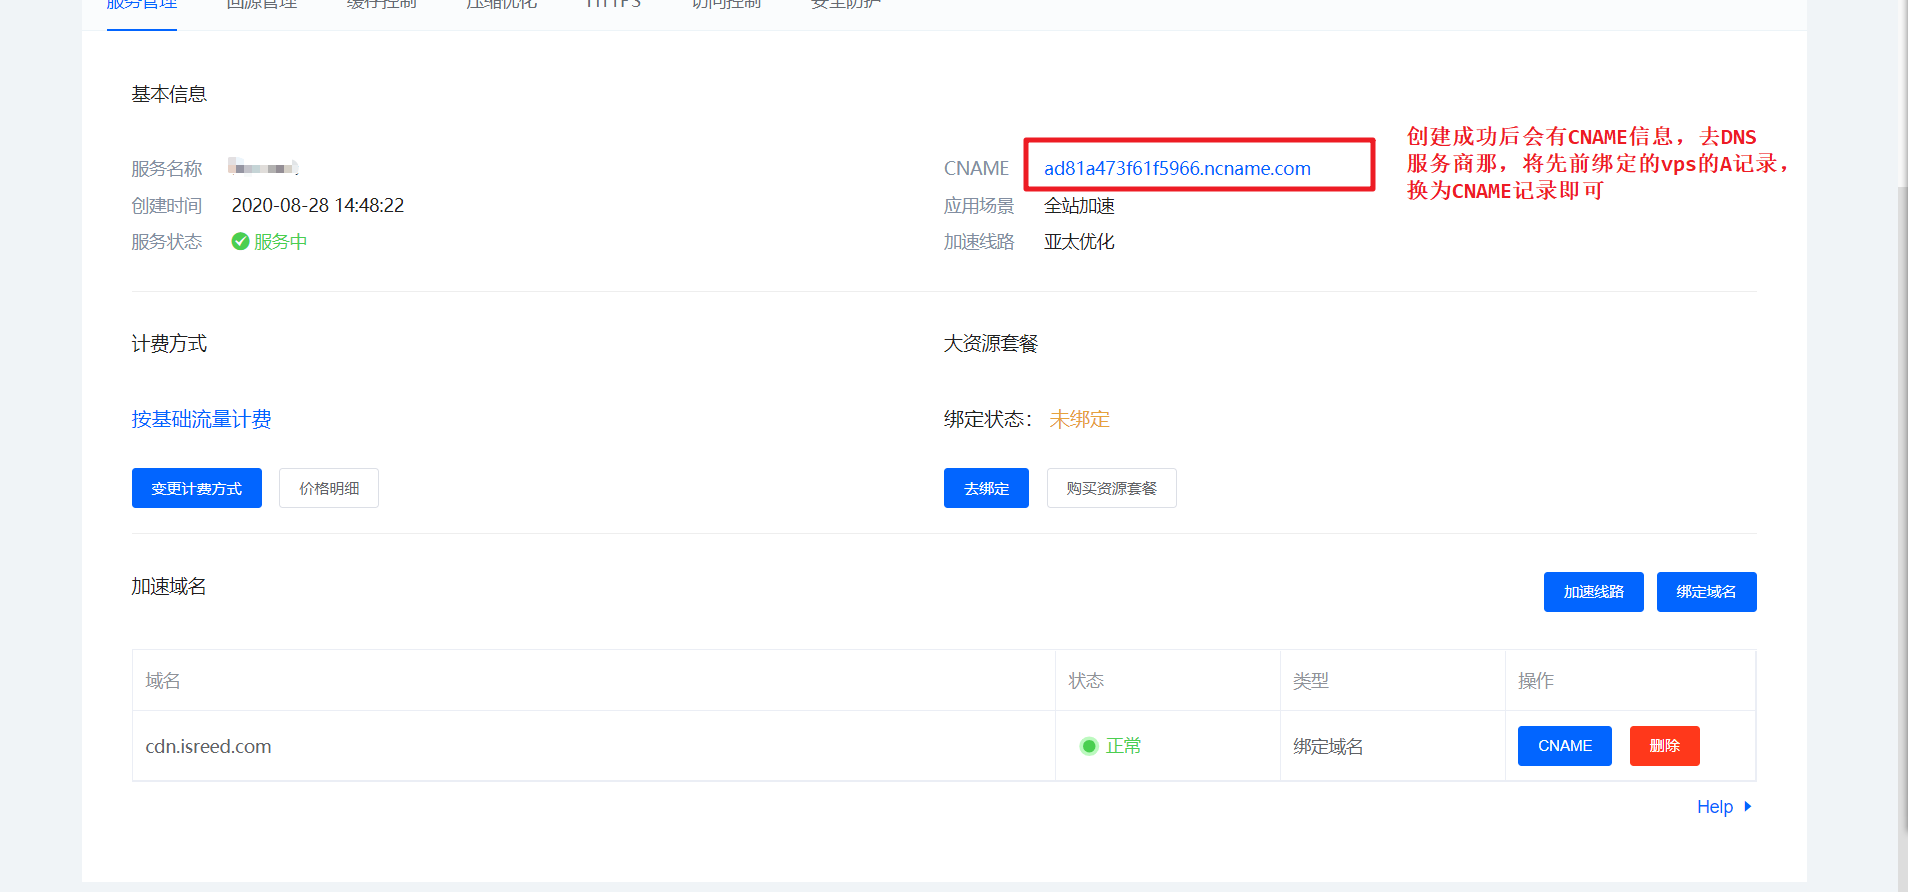 服务管理 回源管理 缓存控制 压缩优化 HTTPS 访问控制 安全防护
基本信息
服务名称
CNAME ad81a473f61f5966.ncname.com
创建成功后会有CNAME信息，去DNS
服务商那，将先前绑定的vps的A记录，
换为CNAME记录即可
创建时间 2020-08-28 14:48:22
应用场景 全站加速
服务状态 服务中
加速线路 亚太优化
计费方式
大资源套餐
按基础流量计费
绑定状态： 未绑定
变更计费方式 价格明细
去绑定 购买资源套餐
加速域名
加速线路 绑定域名
域名 状态 类型 操作
cdn.isreed.com 正常 绑定域名 CNAME 删除
Help